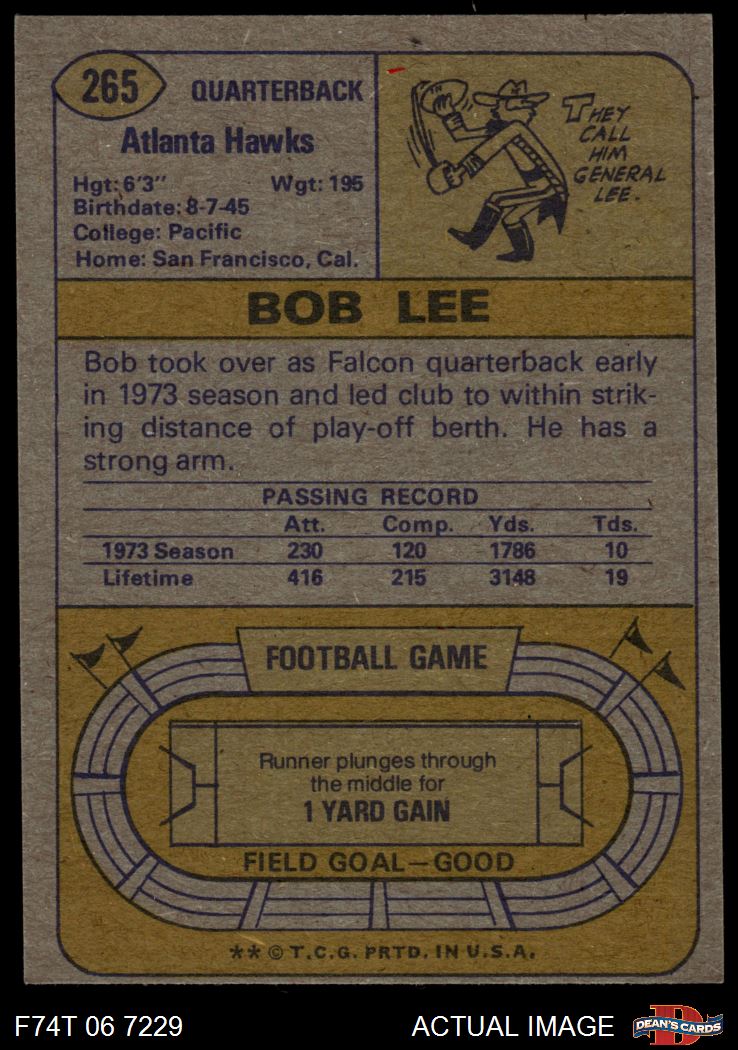 265
QUARTERBACK
Atlanta Hawks
Hgt: 6'3" Wgt: 195
Birthdate: 8-7-45
College: Pacific
Home: San Francisco, Cal.
THEY
CALL
HIM
GENERAL
LEE.
BOB LEE
Bob took over as Falcon quarterback early
in 1973 season and led club to within strik-
ing distance of play-off berth. He has a
strong arm.
PASSING RECORD
Att. Comp. Yds. Tds.
1973 Season 230 120 1786 10
Lifetime 416 215 3148 19
FOOTBALL GAME
Runner plunges through
the middle for
1 YARD GAIN
FIELD GOAL—GOOD
** © T.C.G. PRTD. IN U.S.A.
F74T 06 7229 ACTUAL IMAGE
DEAN'S CARDS